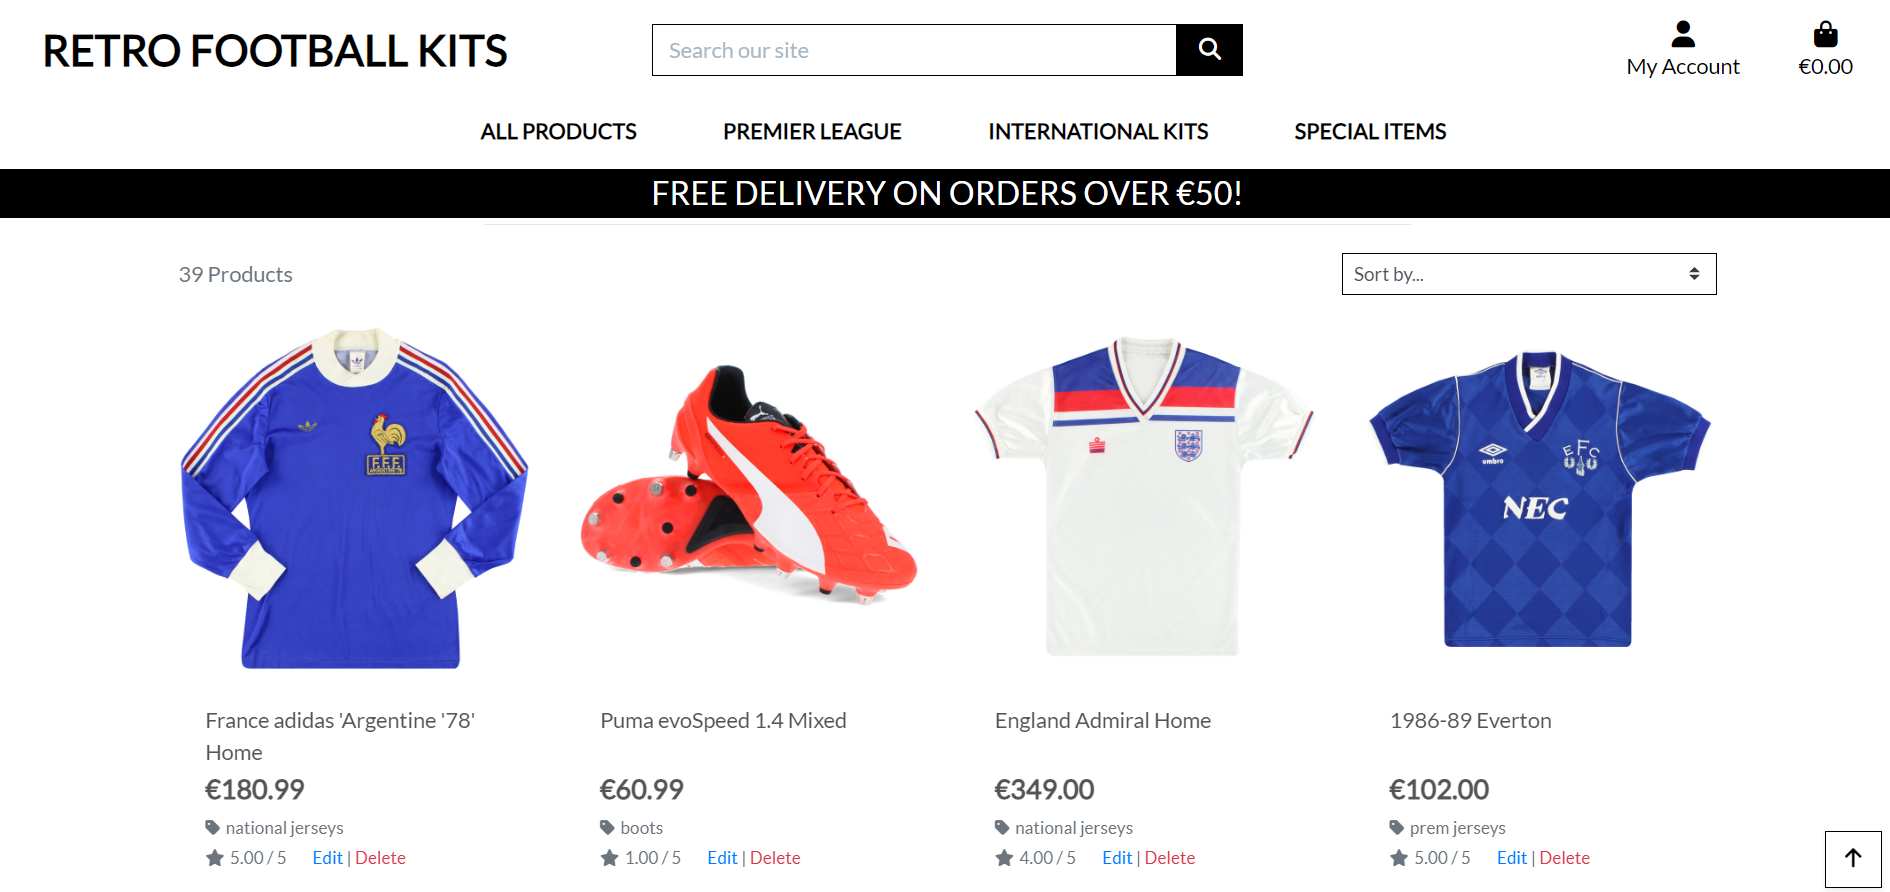 RETRO FOOTBALL KITS
Search our site
My Account
€0.00
ALL PRODUCTS
PREMIER LEAGUE
INTERNATIONAL KITS
SPECIAL ITEMS
FREE DELIVERY ON ORDERS OVER €50!
39 Products
Sort by...
F.F.F.
ARGENTINE'78
umbro
EFC
NEC
France adidas 'Argentine '78'
Home
€180.99
national jerseys
5.00 / 5 Edit | Delete
Puma evoSpeed 1.4 Mixed
€60.99
boots
1.00 / 5 Edit | Delete
England Admiral Home
€349.00
national jerseys
4.00 / 5 Edit | Delete
1986-89 Everton
€102.00
prem jerseys
5.00 / 5 Edit | Delete